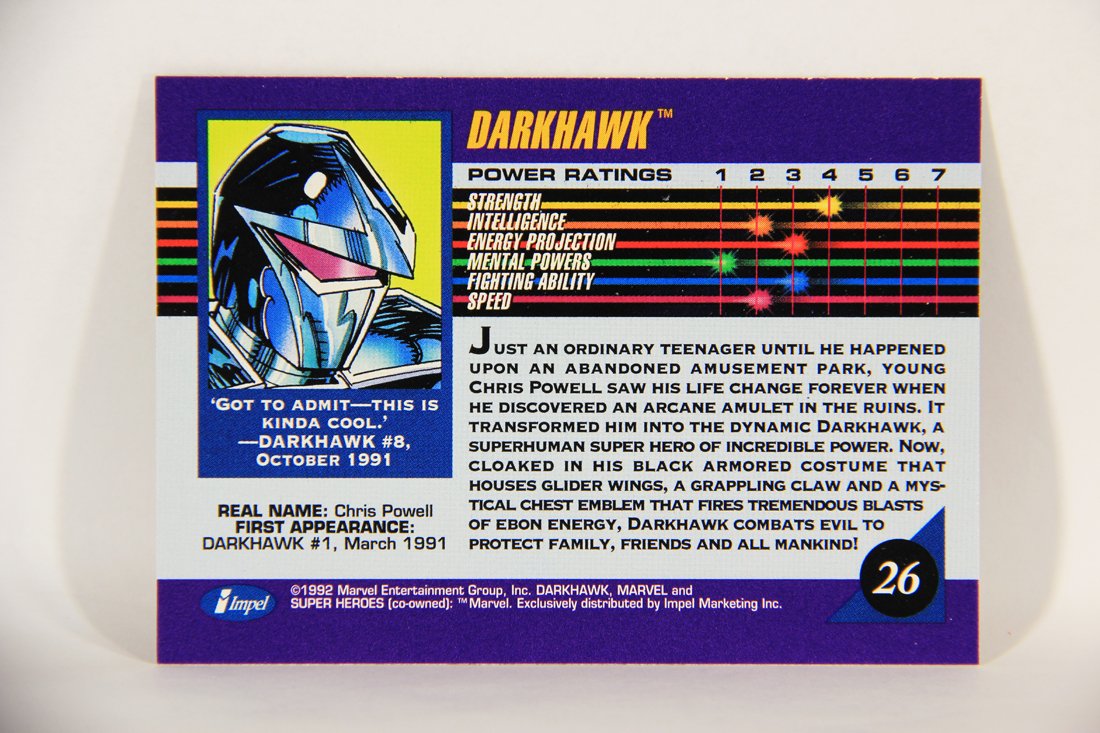 DARKHAWK™
POWER RATINGS 1 2 3 4 5 6 7
STRENGTH
INTELLIGENCE
ENERGY PROJECTION
MENTAL POWERS
FIGHTING ABILITY
SPEED
'GOT TO ADMIT—THIS IS
KINDA COOL.'
—DARKHAWK #8,
OCTOBER 1991
REAL NAME: Chris Powell
FIRST APPEARANCE:
DARKHAWK #1, March 1991
JUST AN ORDINARY TEENAGER UNTIL HE HAPPENED
UPON AN ABANDONED AMUSEMENT PARK, YOUNG
CHRIS POWELL SAW HIS LIFE CHANGE FOREVER WHEN
HE DISCOVERED AN ARCANE AMULET IN THE RUINS. IT
TRANSFORMED HIM INTO THE DYNAMIC DARKHAWK, A
SUPERHUMAN SUPER HERO OF INCREDIBLE POWER. NOW,
CLOAKED IN HIS BLACK ARMORED COSTUME THAT
HOUSES GLIDER WINGS, A GRAPPLING CLAW AND A MYS-
TICAL CHEST EMBLEM THAT FIRES TREMENDOUS BLASTS
OF EBON ENERGY, DARKHAWK COMBATS EVIL TO
PROTECT FAMILY, FRIENDS AND ALL MANKIND!
26
Impel
©1992 Marvel Entertainment Group, Inc. DARKHAWK, MARVEL and
SUPER HEROES (co-owned): ™Marvel. Exclusively distributed by Impel Marketing Inc.